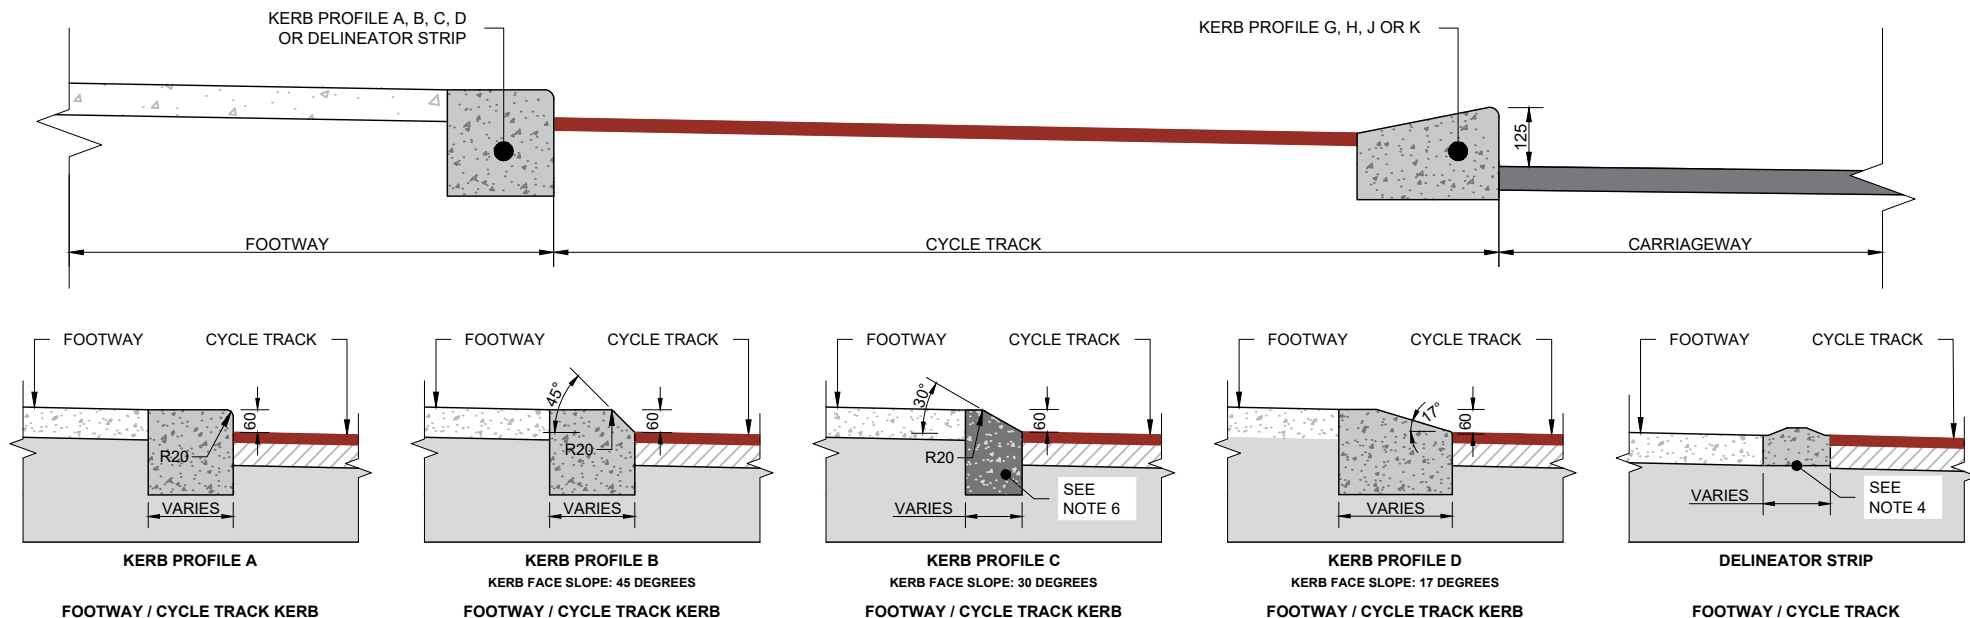 KERB PROFILE A, B, C, D
OR DELINEATOR STRIP
KERB PROFILE G, H, J OR K
125
FOOTWAY
CYCLE TRACK
CARRIAGEWAY
FOOTWAY
CYCLE TRACK
60
R20
VARIES
KERB PROFILE A
FOOTWAY / CYCLE TRACK KERB
FOOTWAY
CYCLE TRACK
45°
60
R20
VARIES
KERB PROFILE B
KERB FACE SLOPE: 45 DEGREES
FOOTWAY / CYCLE TRACK KERB
FOOTWAY
CYCLE TRACK
30°
60
R20
SEE
NOTE 6
VARIES
KERB PROFILE C
KERB FACE SLOPE: 30 DEGREES
FOOTWAY / CYCLE TRACK KERB
FOOTWAY
CYCLE TRACK
17°
60
VARIES
KERB PROFILE D
KERB FACE SLOPE: 17 DEGREES
FOOTWAY / CYCLE TRACK KERB
FOOTWAY
CYCLE TRACK
SEE
NOTE 4
VARIES
DELINEATOR STRIP
FOOTWAY / CYCLE TRACK